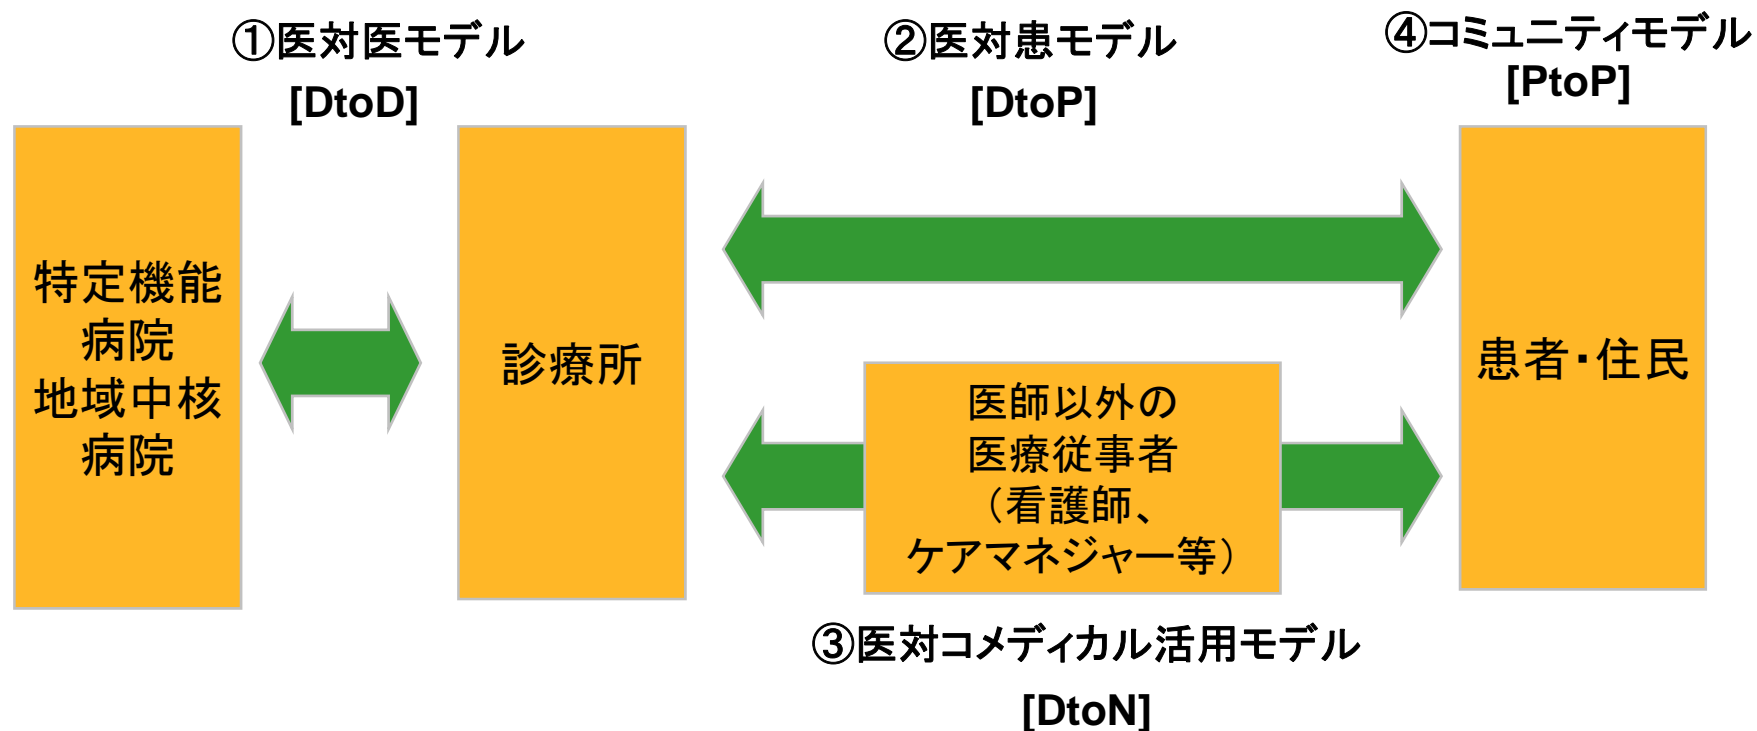 ①医対医モデル
[DtoD]
②医対患モデル
[DtoP]
④コミュニティモデル
[PtoP]
特定機能
病院
地域中核
病院
診療所
医師以外の
医療従事者
（看護師、
ケアマネジャー等）
患者・住民
③医対コメディカル活用モデル
[DtoN]